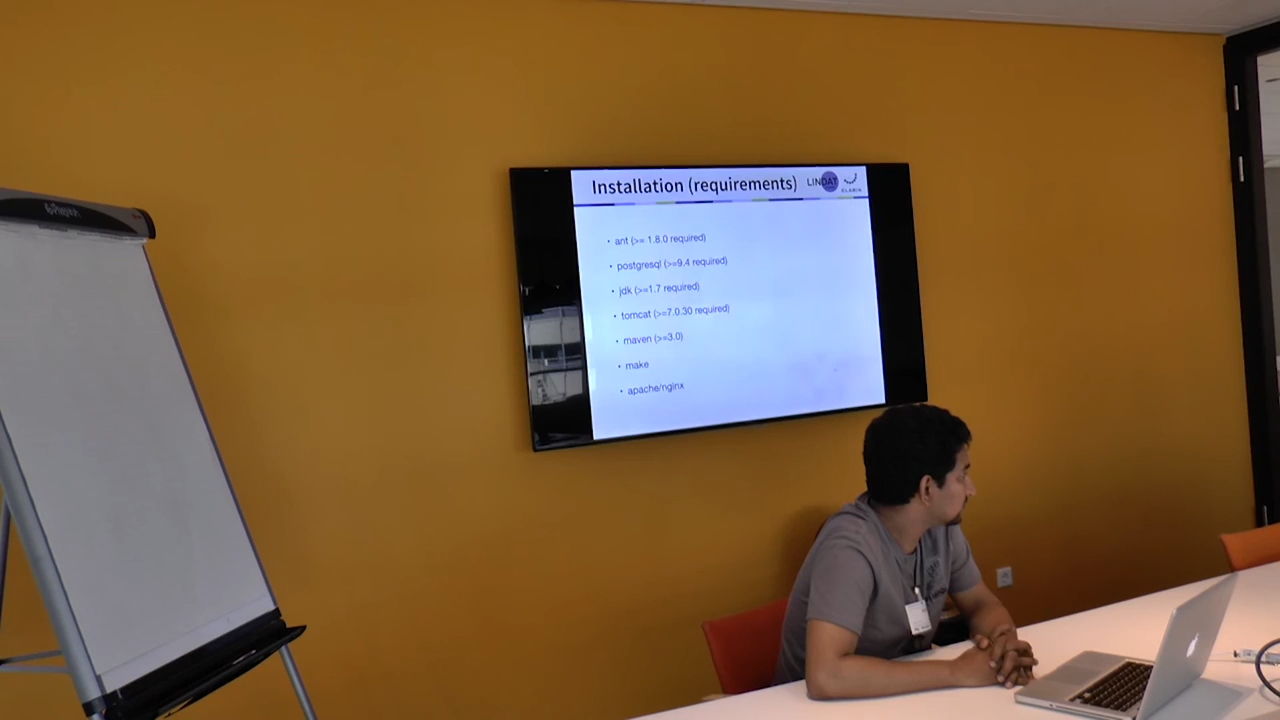 Installation (requirements)
LINDAT
CLARIN
• ant (>= 1.8.0 required)
• postgresql (>=9.4 required)
• jdk (>=1.7 required)
• tomcat (>=7.0.30 required)
• maven (>=3.0)
• make
• apache/nginx